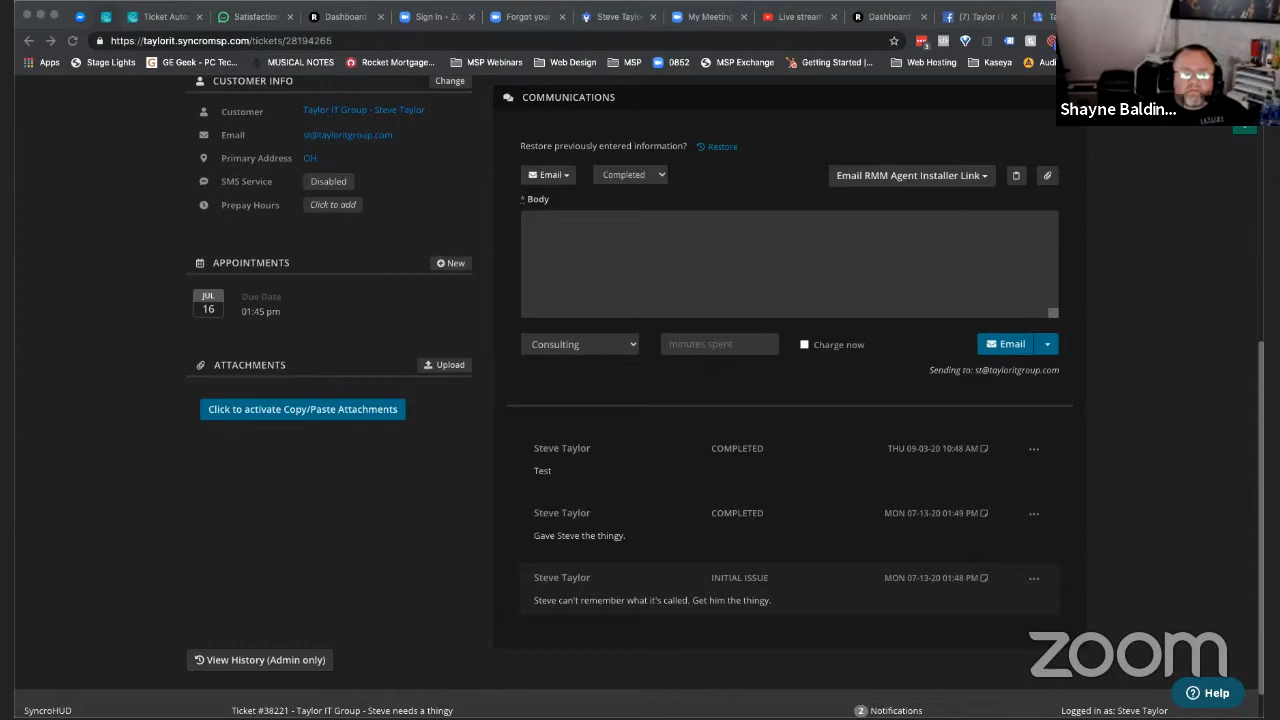 Ticket Auto
Satisfaction
Dashboard
Sign In - Zo
Forgot your
Steve Taylo
My Meeting
Live stream
Dashboard
(7) Taylor I
Ta
https://taylorit.syncromsp.com/tickets/28194265
3
Apps
Stage Lights
GE Geek - PC Tec...
MUSICAL NOTES
Rocket Mortgage...
MSP Webinars
Web Design
MSP
0852
MSP Exchange
Getting Started |...
Web Hosting
Kaseya
Audi
Shayne Baldin...
CUSTOMER INFO
Change
Customer
Taylor IT Group - Steve Taylor
Email
st@tayloritgroup.com
Primary Address
OH
SMS Service
Disabled
Prepay Hours
Click to add
APPOINTMENTS
New
JUL
16
Due Date
01:45 pm
ATTACHMENTS
Upload
Click to activate Copy/Paste Attachments
View History (Admin only)
COMMUNICATIONS
Restore previously entered information? Restore
Email
Completed
Email RMM Agent Installer Link
* Body
Consulting
minutes spent
Charge now
Email
Sending to: st@tayloritgroup.com
Steve Taylor COMPLETED THU 09-03-20 10:48 AM
Test
Steve Taylor COMPLETED MON 07-13-20 01:49 PM
Gave Steve the thingy.
Steve Taylor INITIAL ISSUE MON 07-13-20 01:48 PM
Steve can't remember what it's called. Get him the thingy.
zoom
Help
SyncroHUD
Ticket #38221 - Taylor IT Group - Steve needs a thingy
2 Notifications
Logged in as: Steve Taylor